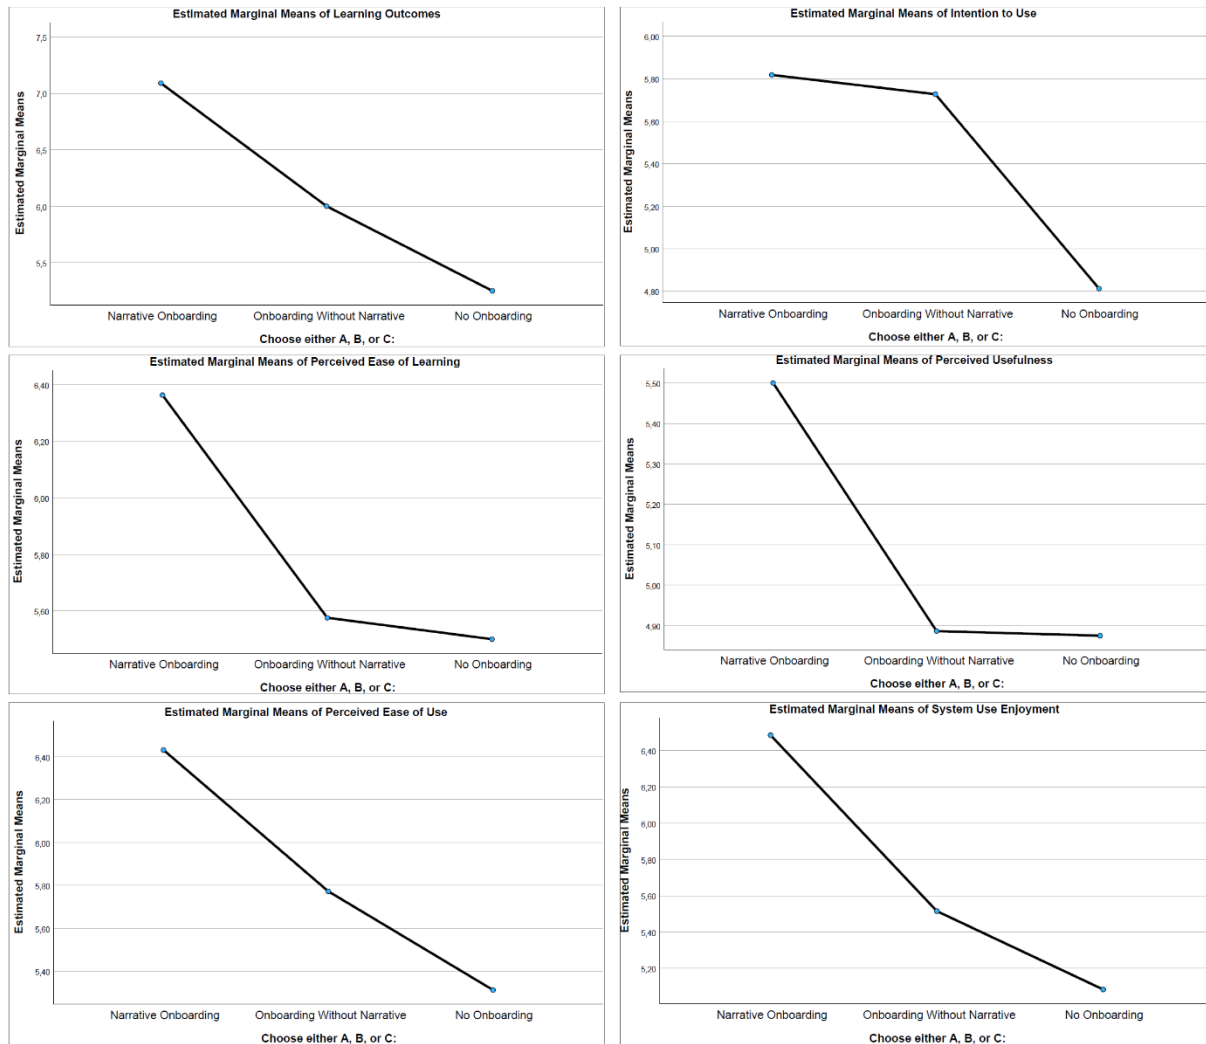 Estimated Marginal Means of Learning Outcomes
Estimated Marginal Means
7,5
7,0
6,5
6,0
5,5
Narrative Onboarding Onboarding Without Narrative No Onboarding
Choose either A, B, or C:
Estimated Marginal Means of Intention to Use
Estimated Marginal Means
6,00
5,80
5,60
5,40
5,20
5,00
4,80
Narrative Onboarding Onboarding Without Narrative No Onboarding
Choose either A, B, or C:
Estimated Marginal Means of Perceived Ease of Learning
Estimated Marginal Means
6,40
6,20
6,00
5,80
5,60
Narrative Onboarding Onboarding Without Narrative No Onboarding
Choose either A, B, or C:
Estimated Marginal Means of Perceived Usefulness
Estimated Marginal Means
5,50
5,40
5,30
5,20
5,10
5,00
4,90
Narrative Onboarding Onboarding Without Narrative No Onboarding
Choose either A, B, or C:
Estimated Marginal Means of Perceived Ease of Use
Estimated Marginal Means
6,40
6,20
6,00
5,80
5,60
5,40
Narrative Onboarding Onboarding Without Narrative No Onboarding
Choose either A, B, or C:
Estimated Marginal Means of System Use Enjoyment
Estimated Marginal Means
6,40
6,20
6,00
5,80
5,60
5,40
5,20
Narrative Onboarding Onboarding Without Narrative No Onboarding
Choose either A, B, or C: